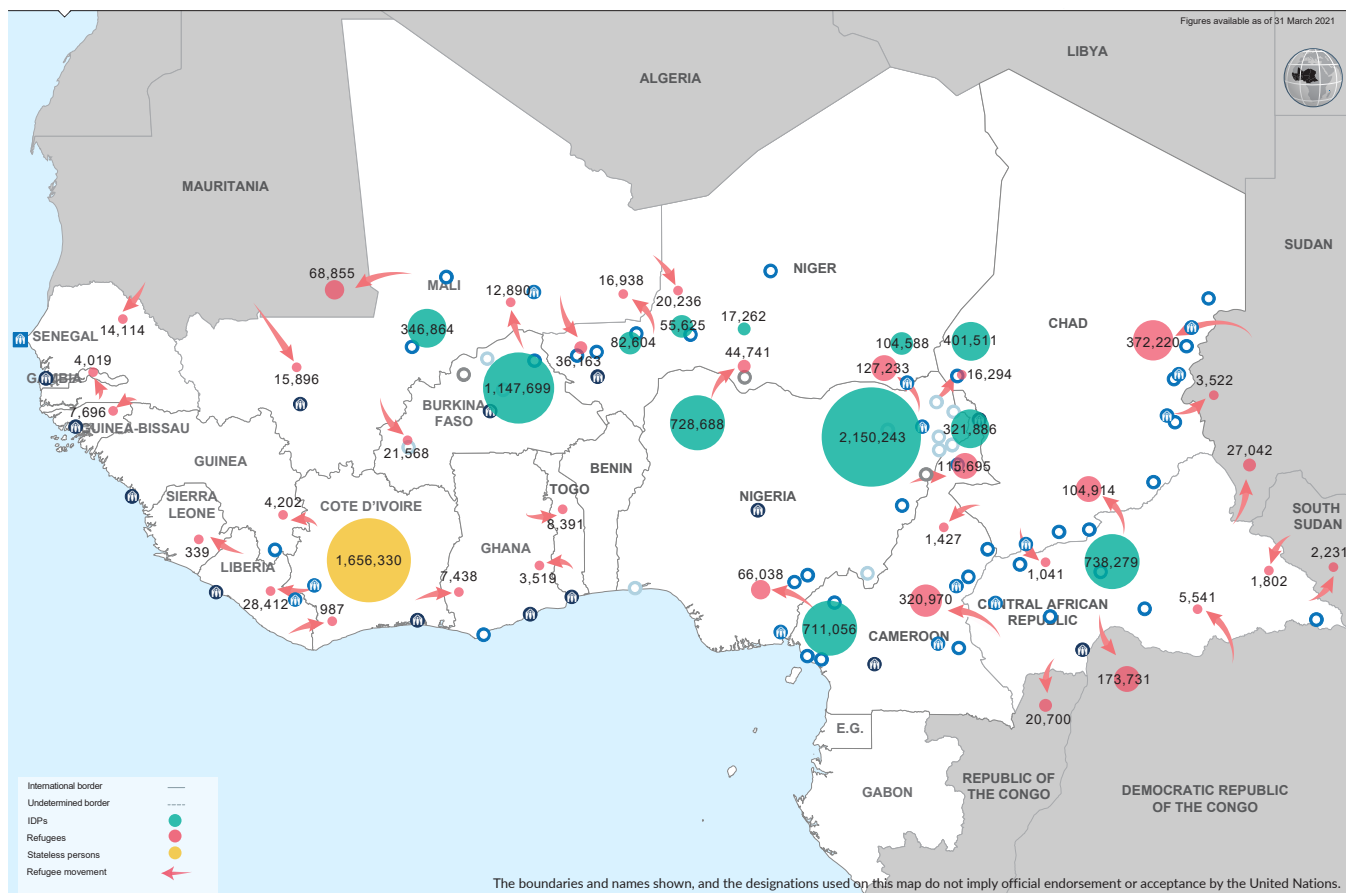 Figures available as of 31 March 2021
LIBYA
ALGERIA
MAURITANIA
SUDAN
NIGER
68,855
MALI
12,890
16,938
20,236
17,262
CHAD
14,114
SENEGAL
346,864
55,625
82,604
104,588
401,511
372,220
4,019
GAMBIA
15,896
36,163
44,741
127,233
16,294
3,522
1,147,699
7,696
BURKINA
FASO
GUINEA-BISSAU
728,688
2,150,243
321,886
21,568
27,042
GUINEA
BENIN
115,695
SIERRA
LEONE
4,202
COTE D'IVOIRE
TOGO
NIGERIA
104,914
SOUTH
SUDAN
8,391
1,427
339
GHANA
1,656,330
738,279
2,231
LIBERIA
3,519
1,041
1,802
28,412
987
7,438
66,038
320,970
CENTRAL AFRICAN
REPUBLIC
5,541
711,056
CAMEROON
173,731
20,700
E.G.
REPUBLIC OF
THE CONGO
GABON
DEMOCRATIC REPUBLIC
OF THE CONGO
International border
Undetermined border
IDPs
Refugees
Stateless persons
Refugee movement
The boundaries and names shown, and the designations used on this map do not imply official endorsement or acceptance by the United Nations.